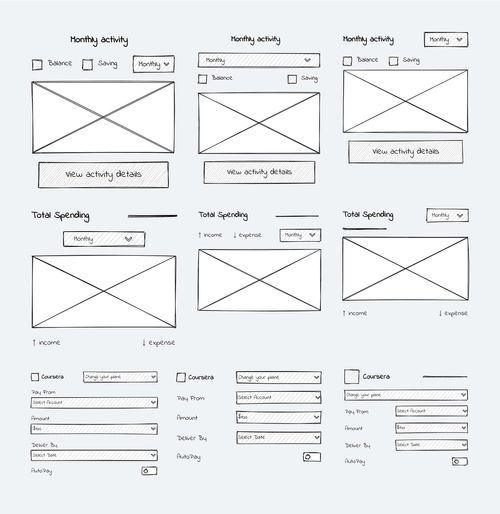 Monthly activity
Balance
Saving
Monthly
View activity details
Monthly activity
Monthly
Balance
Saving
View activity details
Monthly activity
Monthly
Balance
Saving
View activity details
Total Spending
Monthly
↑ income
↓ expense
Total Spending
↑ income
↓ expense
Monthly
Total Spending
Monthly
↑ income
↓ expense
Coursera
Change your plane
Pay From
Select Account
Amount
$100
Deliver By
Select Date
AutoPay
Coursera
Change your plane
Pay From
Select Account
Amount
$100
Deliver By
Select Date
AutoPay
Coursera
Change your plane
Pay From
Select Account
Amount
$100
Deliver By
Select Date
AutoPay